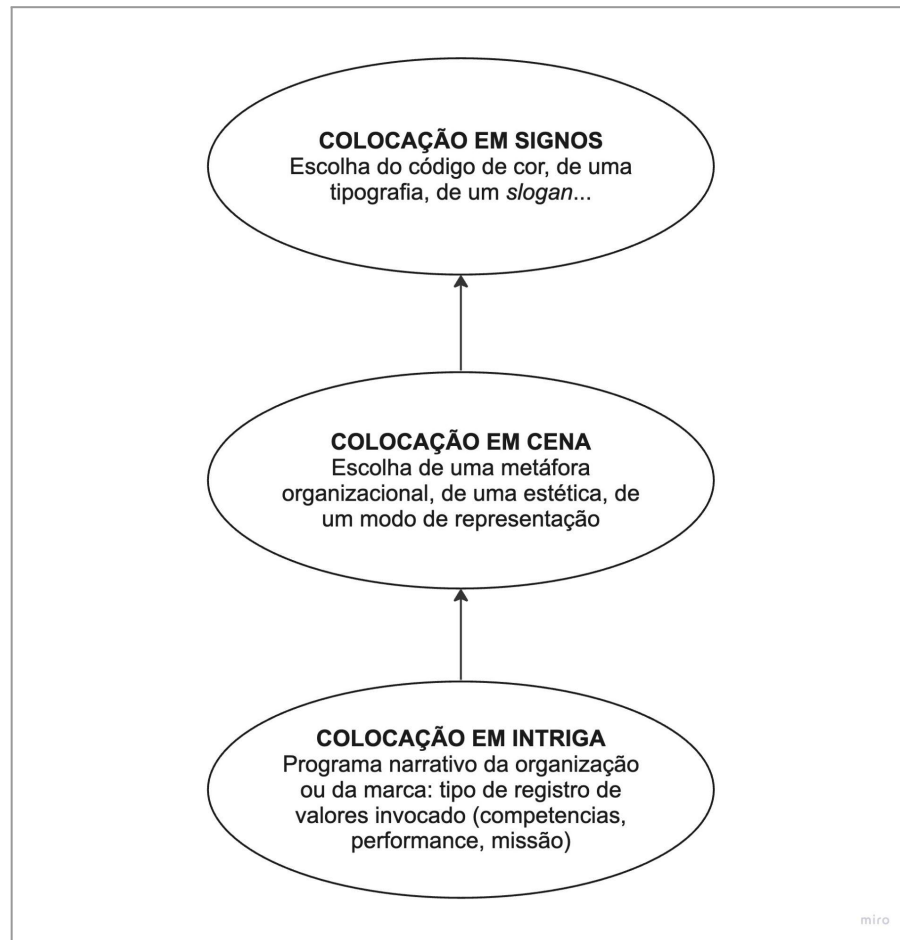 COLOCAÇÃO EM SIGNOS
Escolha do código de cor, de uma
tipografia, de um slogan...
COLOCAÇÃO EM CENA
Escolha de uma metáfora
organizacional, de uma estética, de
um modo de representação
COLOCAÇÃO EM INTRIGA
Programa narrativo da organização
ou da marca: tipo de registro de
valores invocado (competencias,
performance, missão)
miro